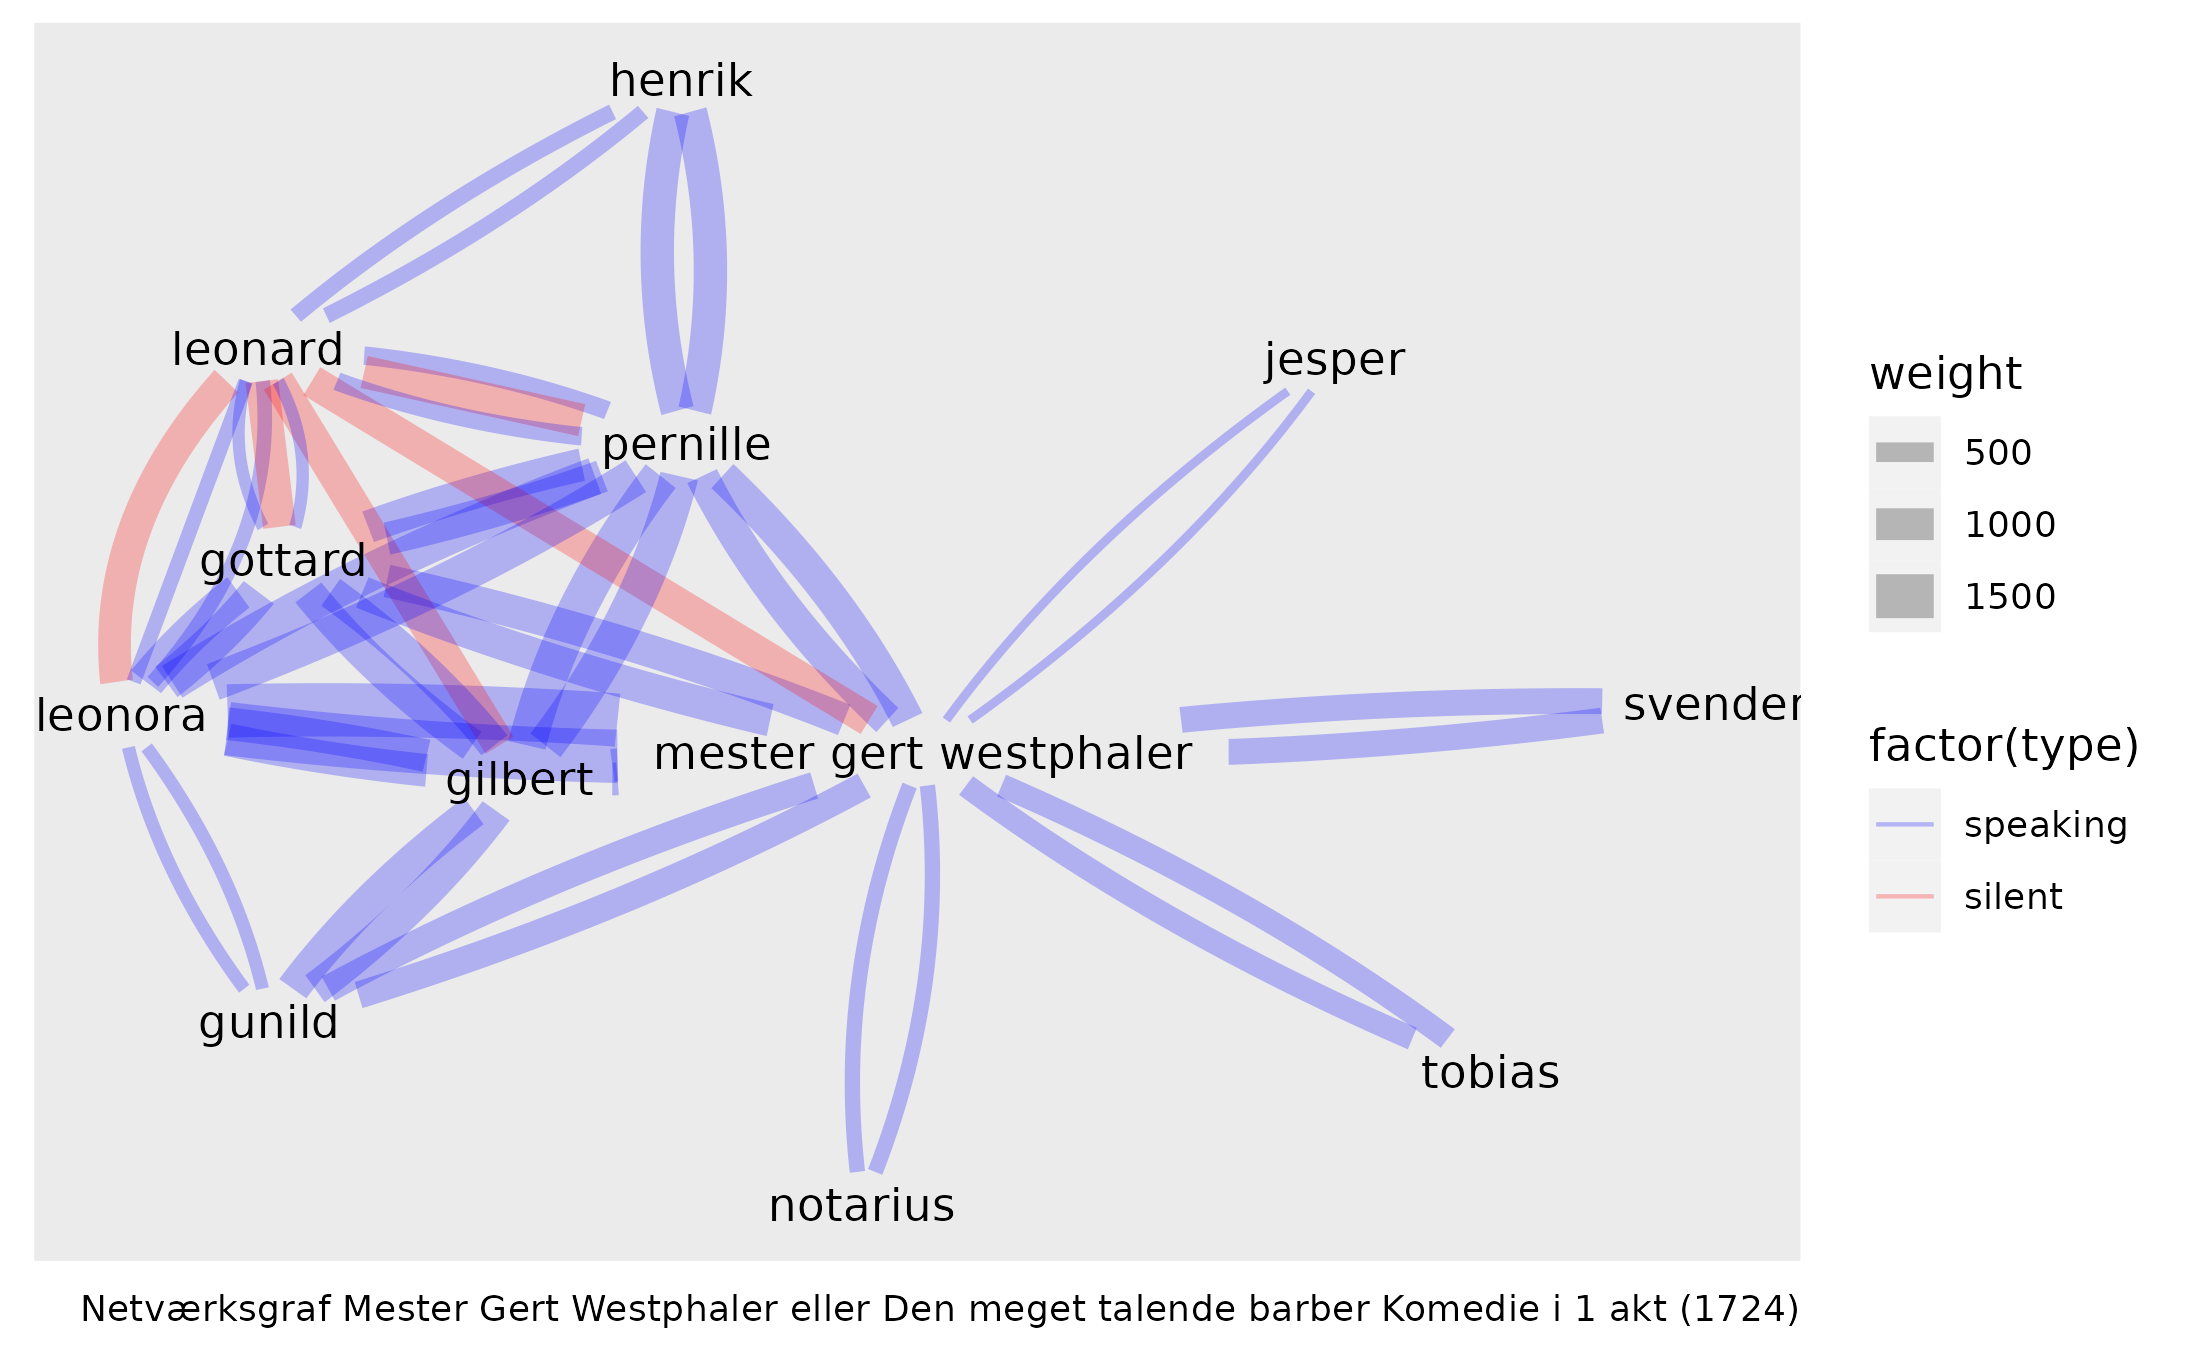 henrik
leonard
jesper
pernille
gottard
leonora
svender
mester gert westphaler
gilbert
gunild
tobias
notarius
weight
500
1000
1500
factor(type)
speaking
silent
Netværksgraf Mester Gert Westphaler eller Den meget talende barber Komedie i 1 akt (1724)